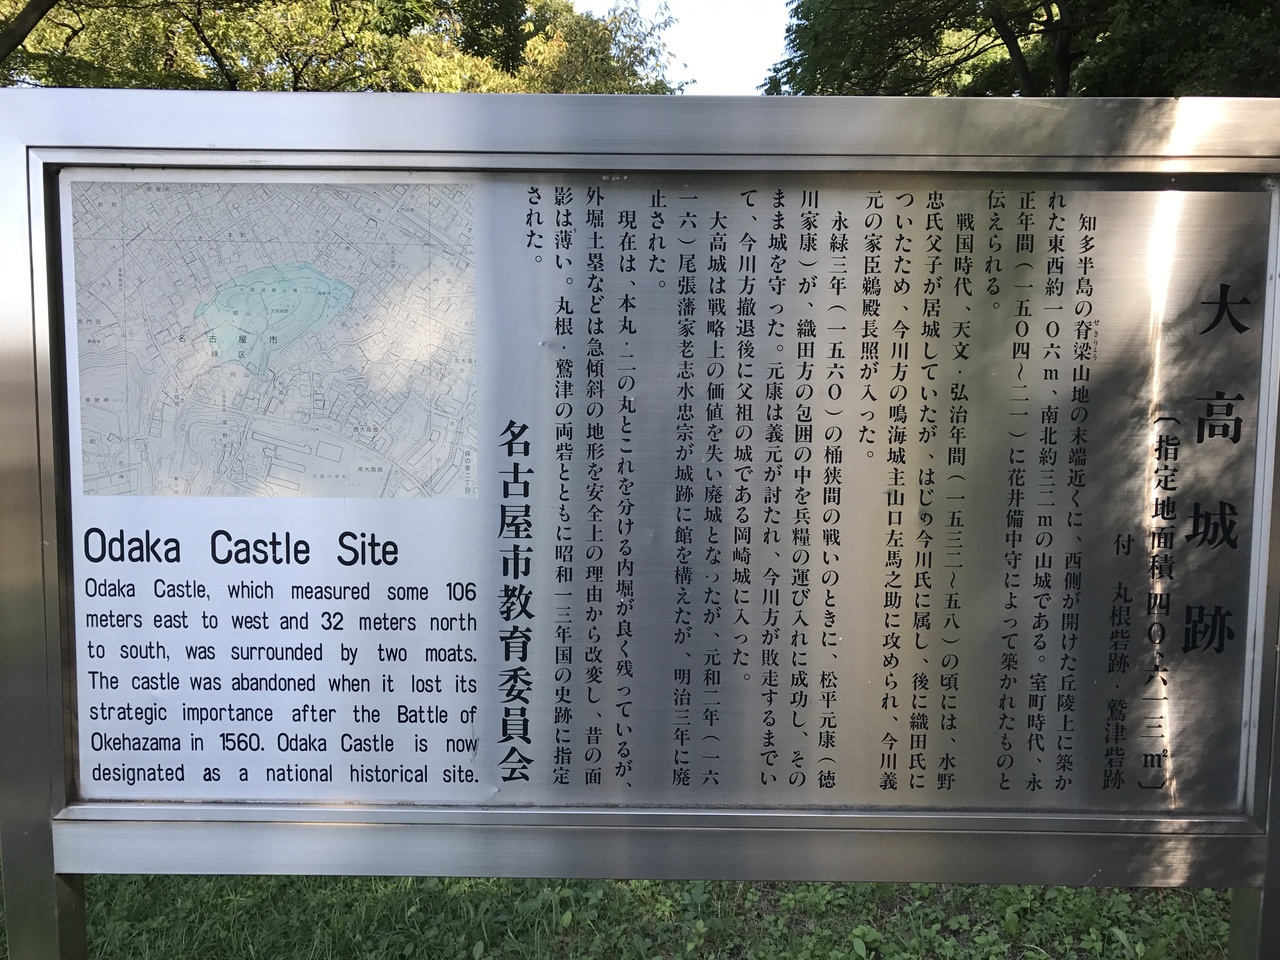 大高城跡
(指定地面積四〇、六一三㎡)
付 丸根砦跡・鷲津砦跡
知多半島の脊梁山地の末端近くに、西側が開けた丘陵上に築か
せきりょう
れた東西約一〇六m、南北約三二mの山城である。室町時代、永
正年間(一五〇四〜二一)に花井備中守によって築かれたものと
伝えられる。
戦国時代、天文・弘治年間(一五三二〜五八)の頃には、水野
忠氏父子が居城していたが、はじめ今川氏に属し、後に織田氏に
ついたため、今川方の鳴海城主山口左馬之助に攻められ、今川義
元の家臣鵜殿長照が入った。
永禄三年(一五六〇)の桶狭間の戦いのときに、松平元康(徳
川家康)が、織田方の包囲の中を兵糧の運び入れに成功し、その
まま城を守った。元康は義元が討たれ、今川方が敗走するまでい
て、今川方撤退後に父祖の城である岡崎城に入った。
大高城は戦略上の価値を失い廃城となったが、元和二年(一六
一六)尾張藩家老志水忠宗が城跡に館を構えたが、明治三年に廃
止された。
現在は、本丸・二の丸とこれを分ける内堀が良く残っているが、
外堀土塁などは急傾斜の地形を安全上の理由から改変し、昔の面
影は薄い。丸根・鷲津の両砦とともに昭和一三年国の史跡に指定
された。
名古屋市教育委員会
名古屋市
緑区
Odaka Castle Site
Odaka Castle, which measured some 106
meters east to west and 32 meters north
to south, was surrounded by two moats.
The castle was abandoned when it lost its
strategic importance after the Battle of
Okehazama in 1560. Odaka Castle is now
designated as a national historical site.